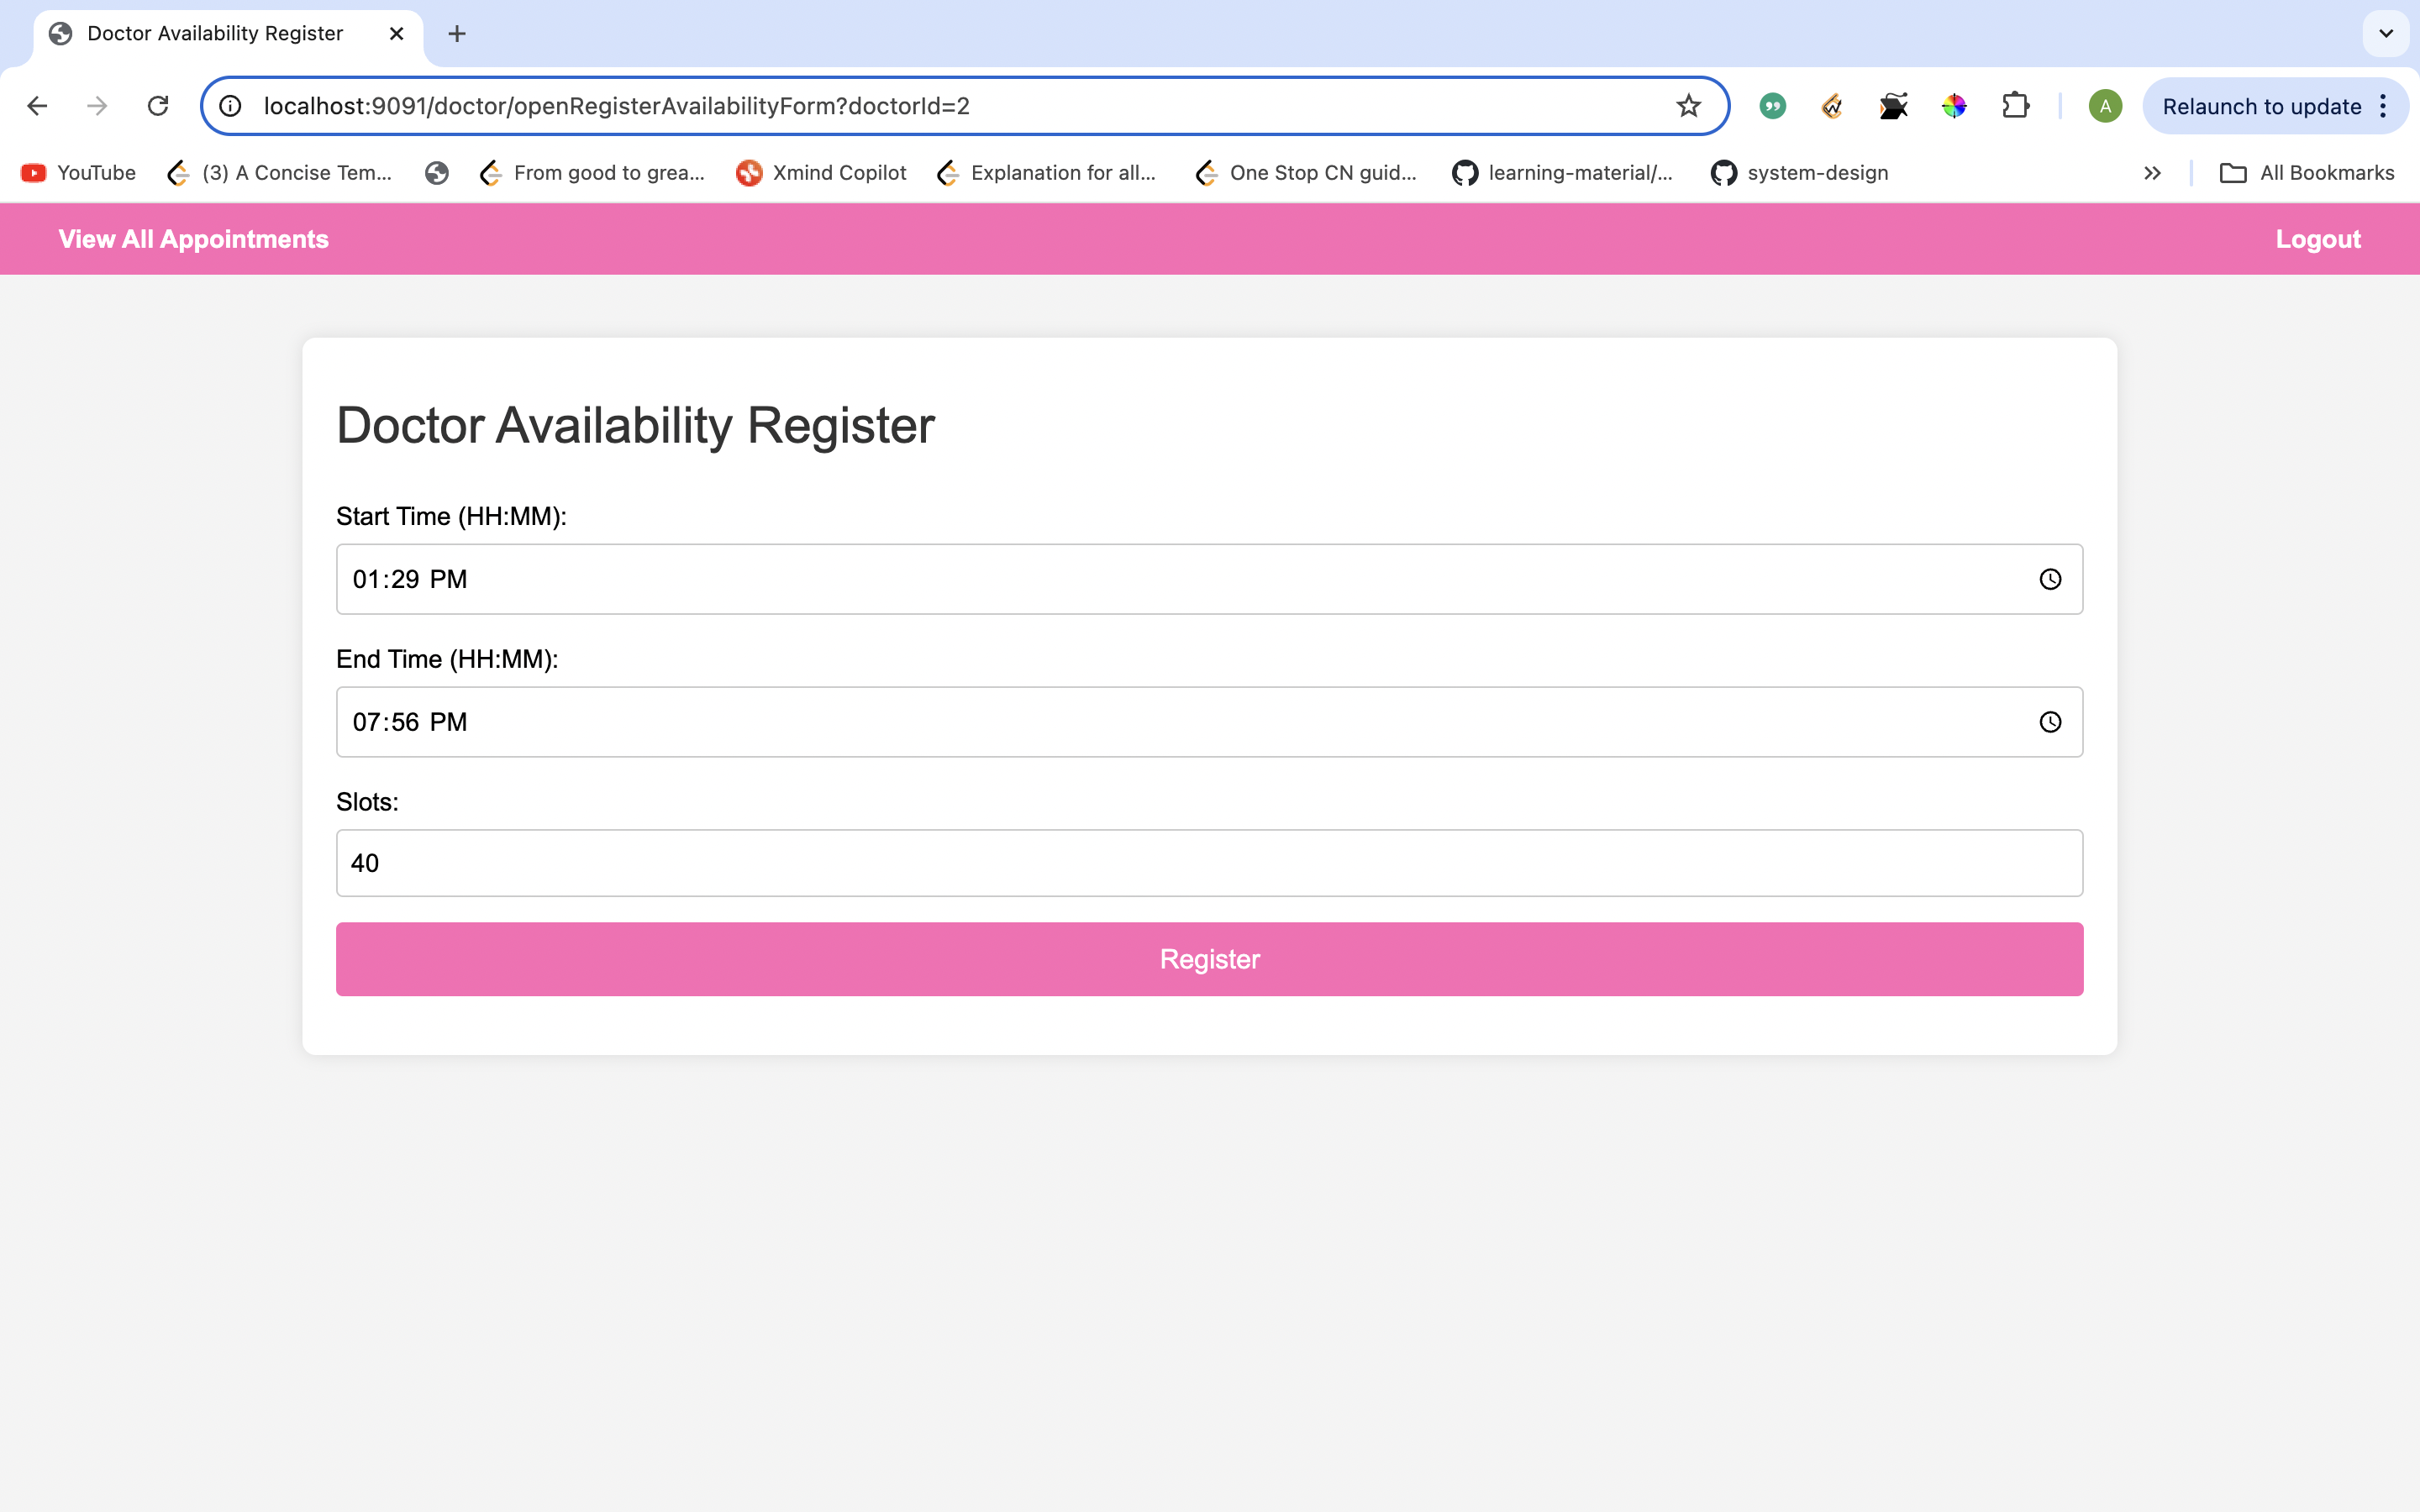 Doctor Availability Register
localhost:9091/doctor/openRegisterAvailabilityForm?doctorId=2
A
Relaunch to update
YouTube
(3) A Concise Tem...
From good to grea...
Xmind Copilot
Explanation for all...
One Stop CN guid...
learning-material/...
system-design
All Bookmarks
View All Appointments
Logout
Doctor Availability Register
Start Time (HH:MM):
01:29 PM
End Time (HH:MM):
07:56 PM
Slots:
40
Register